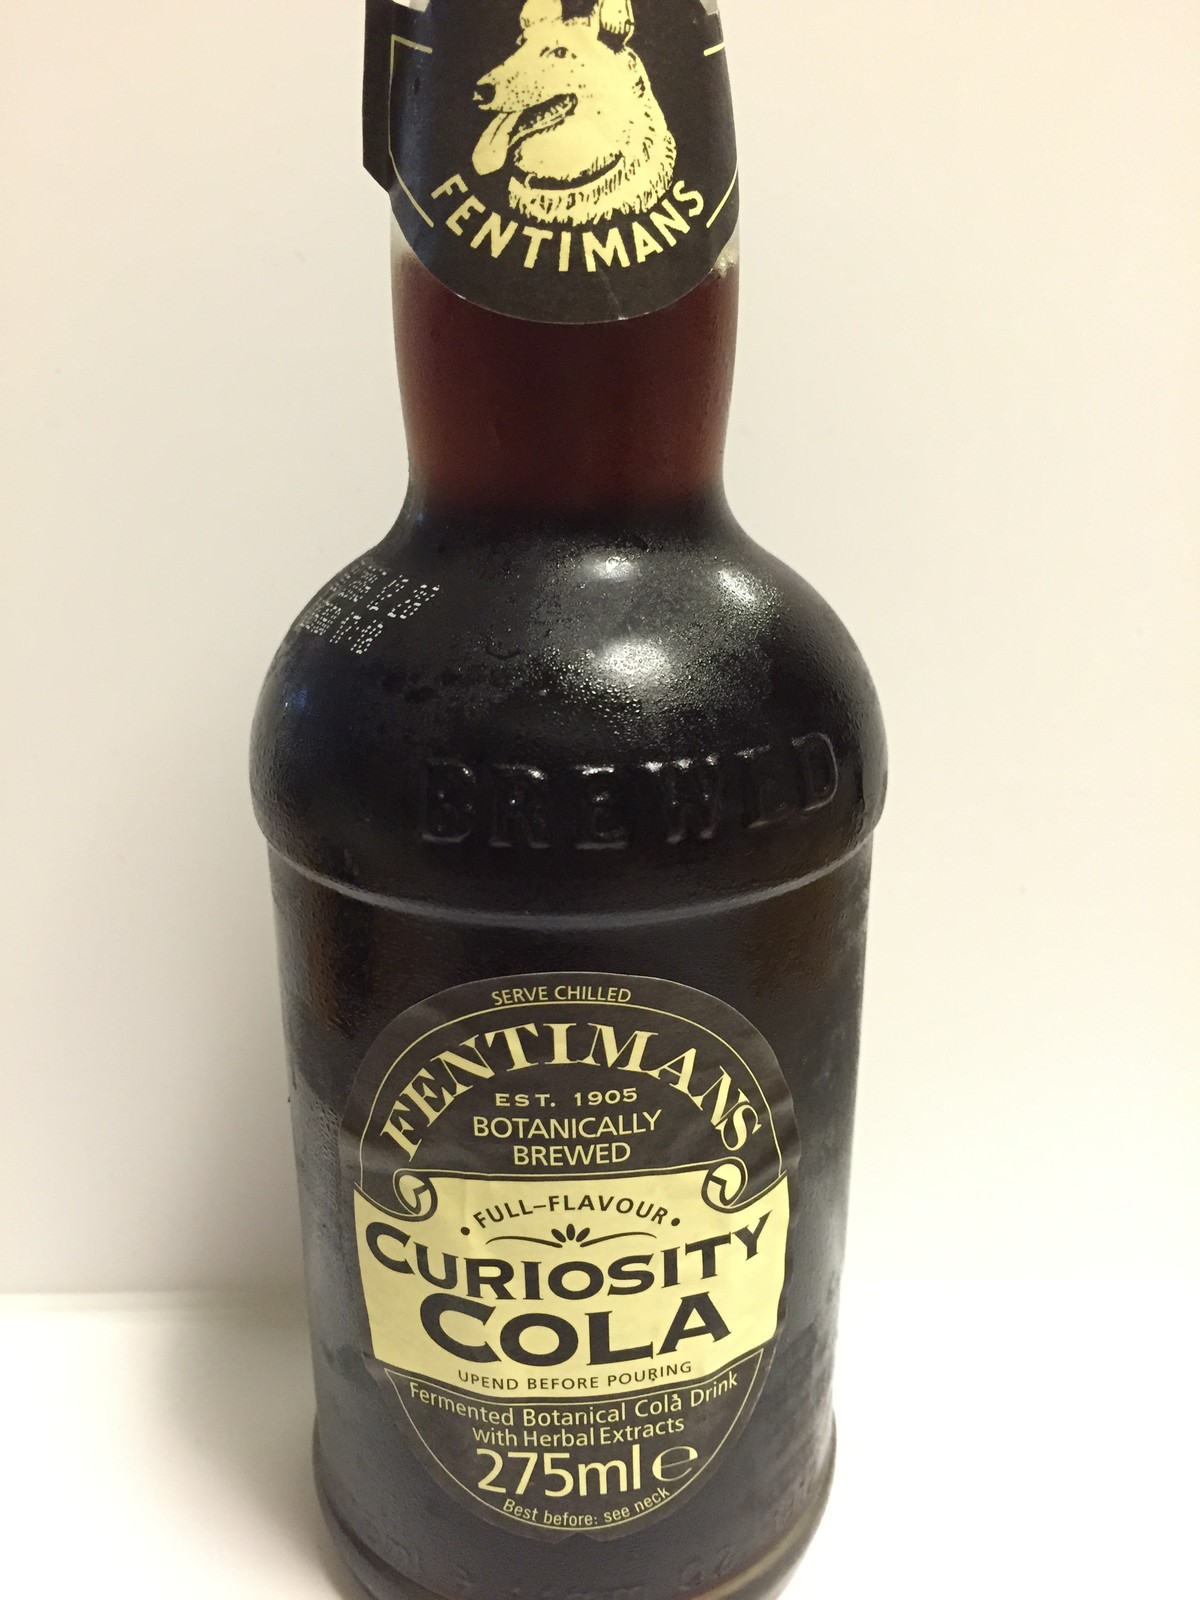 FENTIMANS
BREWED
SERVE CHILLED
FENTIMANS
EST. 1905
BOTANICALLY
BREWED
FULL-FLAVOUR
CURIOSITY
COLA
UPEND BEFORE POURING
Fermented Botanical Cola Drink
with Herbal Extracts
275ml e
Best before: see neck